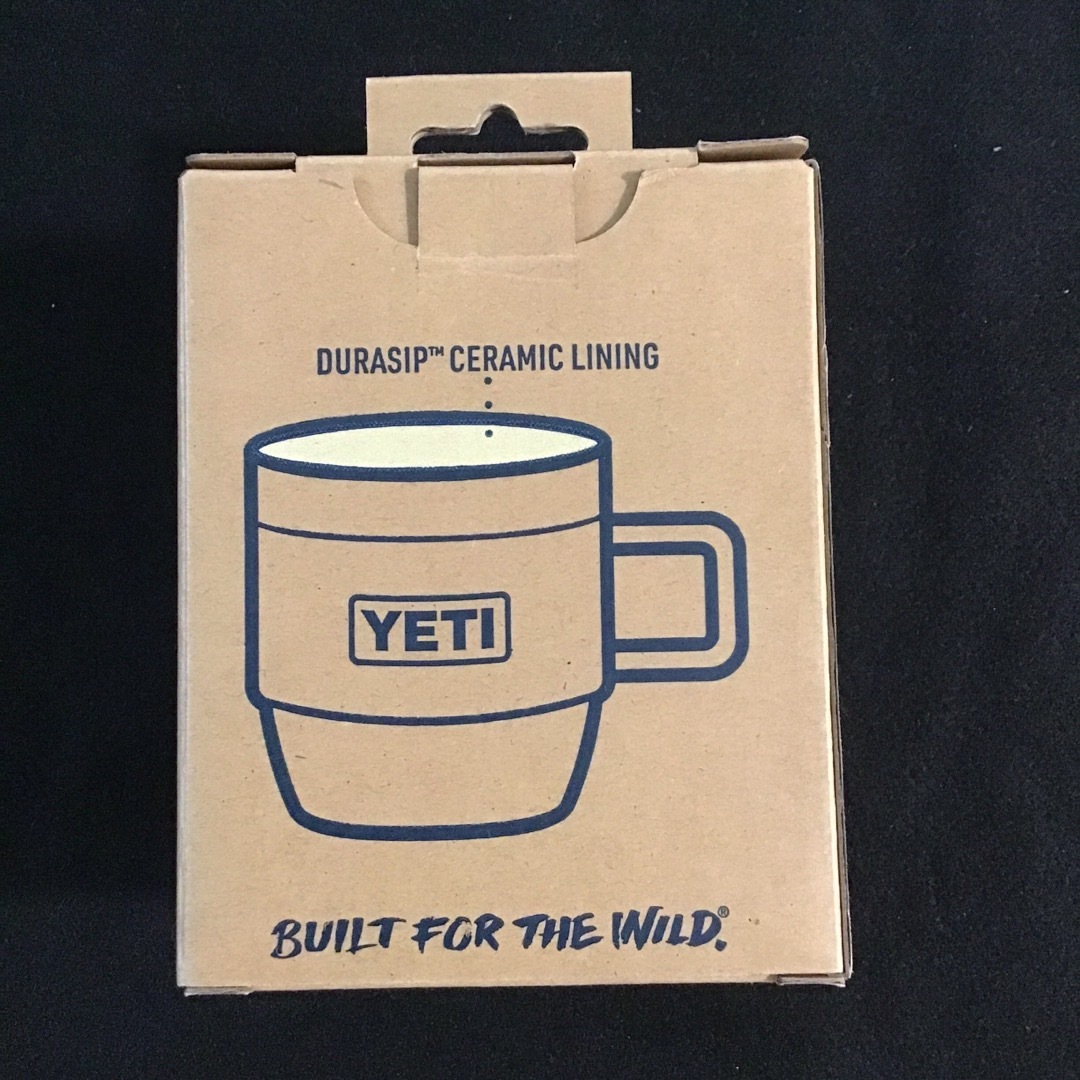 DURASIP™ CERAMIC LINING
YETI
BUILT FOR THE WILD.®